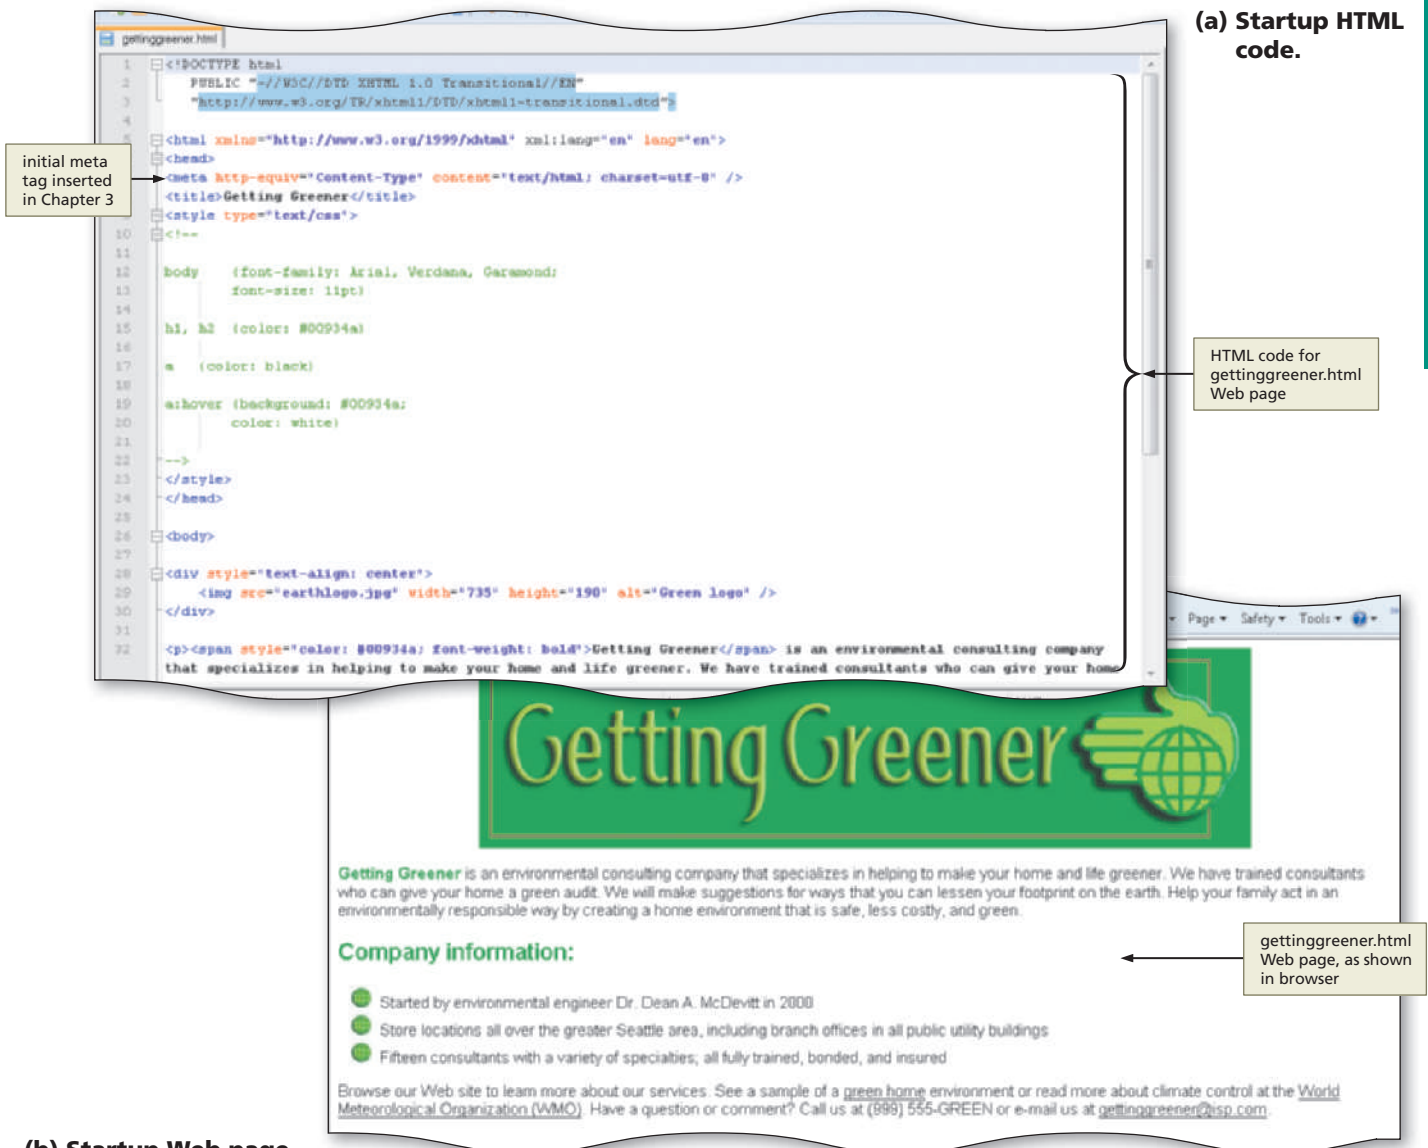 (a) Startup HTML
code.
gettinggreener.html
1 <!DOCTYPE html
2 PUBLIC "-//W3C//DTD XHTML 1.0 Transitional//EN"
3 "http://www.w3.org/TR/xhtml1/DTD/xhtml1-transitional.dtd">
4
5 <html xmlns="http://www.w3.org/1999/xhtml" xml:lang="en" lang="en">
<head>
<meta http-equiv="Content-Type" content="text/html; charset=utf-8" />
<title>Getting Greener</title>
<style type="text/css">
10 <!--
11
12 body {font-family: Arial, Verdana, Garamond;
13 font-size: 11pt}
14
15 h1, h2 {color: #00934a}
16
17 a {color: black}
18
19 a:hover {background: #00934a;
20 color: white}
21
22 -->
23 </style>
24 </head>
25
26 <body>
27
28 <div style="text-align: center">
29 <img src="earthlogo.jpg" width="735" height="190" alt="Green logo" />
30 </div>
31
32 <p><span style="color: #00934a; font-weight: bold">Getting Greener</span> is an environmental consulting company
that specializes in helping to make your home and life greener. We have trained consultants who can give your home
initial meta
tag inserted
in Chapter 3
HTML code for
gettinggreener.html
Web page
Page Safety Tools
Getting Greener
Getting Greener is an environmental consulting company that specializes in helping to make your home and life greener. We have trained consultants
who can give your home a green audit. We will make suggestions for ways that you can lessen your footprint on the earth. Help your family act in an
environmentally responsible way by creating a home environment that is safe, less costly, and green.
Company information:
Started by environmental engineer Dr. Dean A. McDevitt in 2008
Store locations all over the greater Seattle area, including branch offices in all public utility buildings
Fifteen consultants with a variety of specialties; all fully trained, bonded, and insured
Browse our Web site to learn more about our services. See a sample of a green home environment or read more about climate control at the World
Meteorological Organization (WMO). Have a question or comment? Call us at (899) 555-GREEN or e-mail us at gettinggreener@isp.com.
gettinggreener.html
Web page, as shown
in browser
(b) Startup Web page